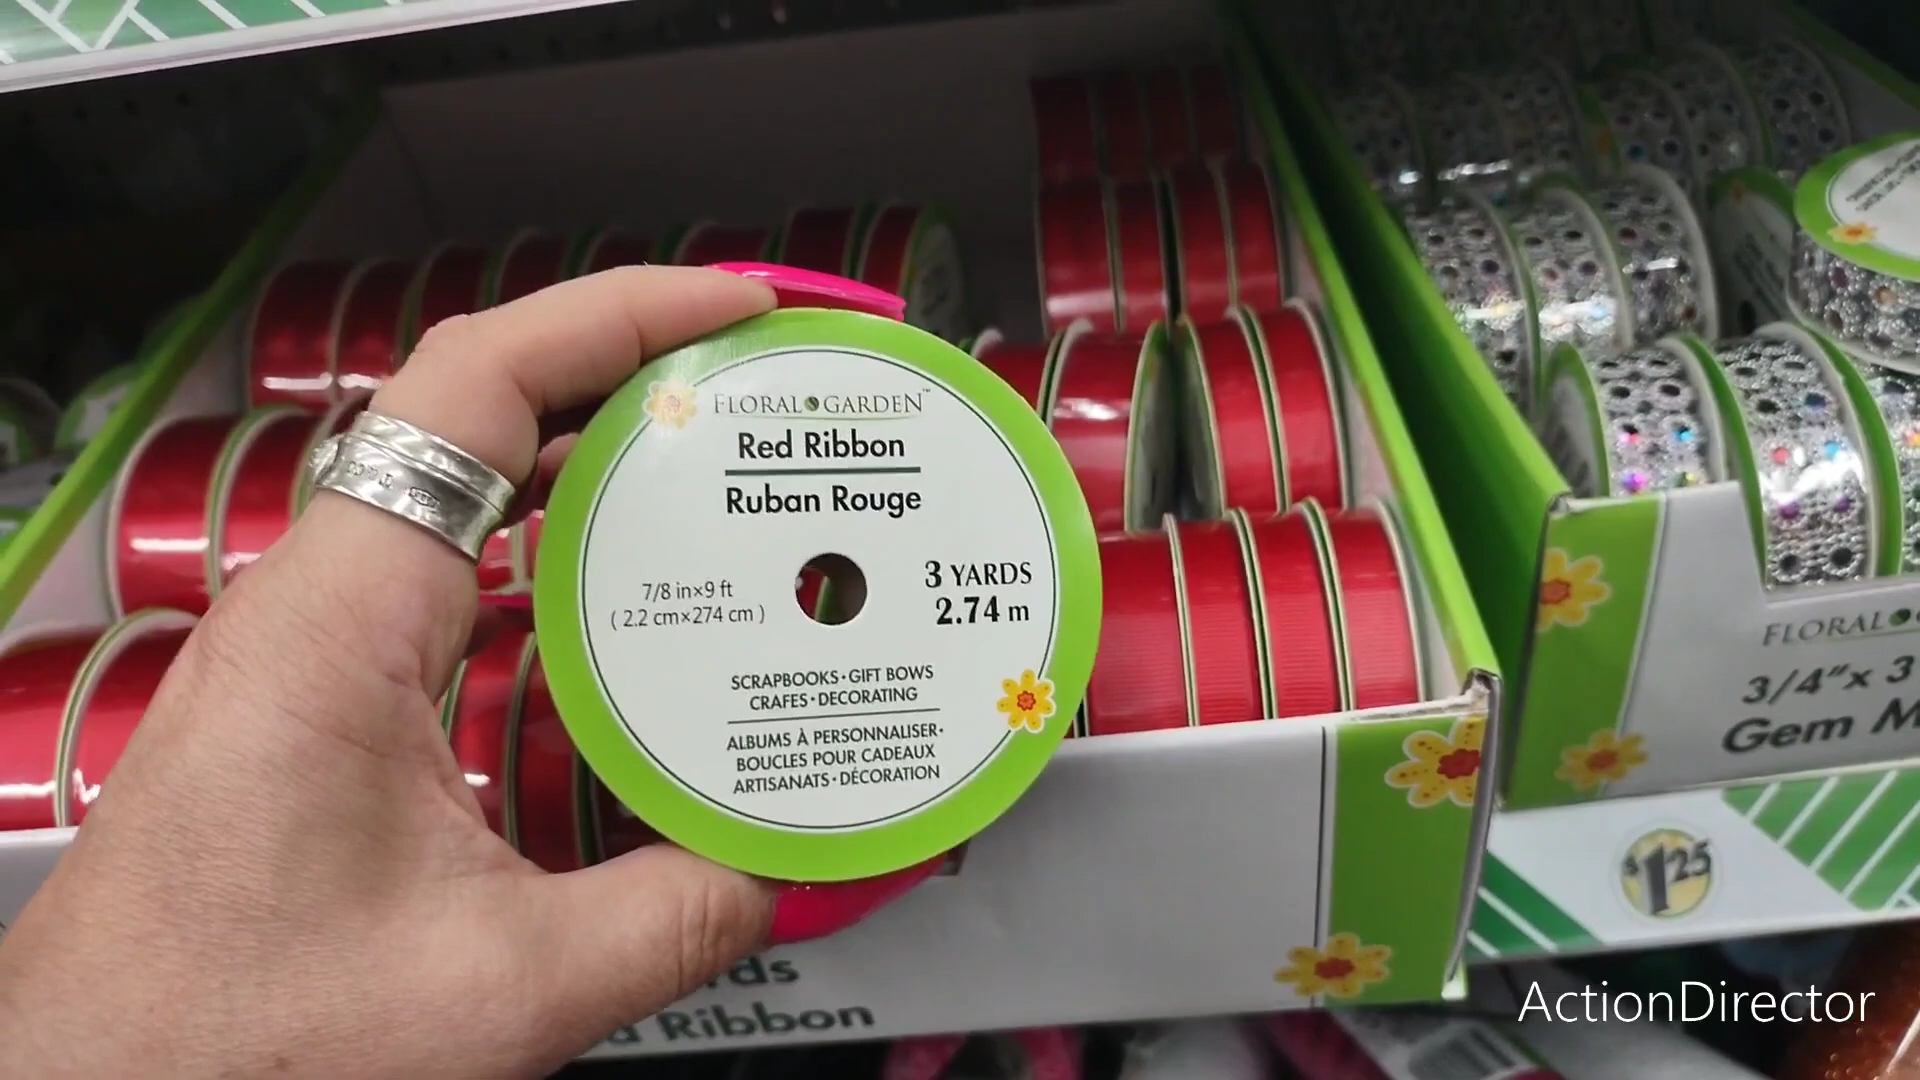 FLORAL GARDEN™
Red Ribbon
Ruban Rouge
7/8 in×9 ft
( 2.2 cm×274 cm )
3 YARDS
2.74 m
SCRAPBOOKS・GIFT BOWS
CRAFES・DECORATING
ALBUMS À PERSONNALISER・
BOUCLES POUR CADEAUX
ARTISANATS・DÉCORATION
Ribbon
FLORAL
3/4"x 3
Gem M
$1.25
ActionDirector